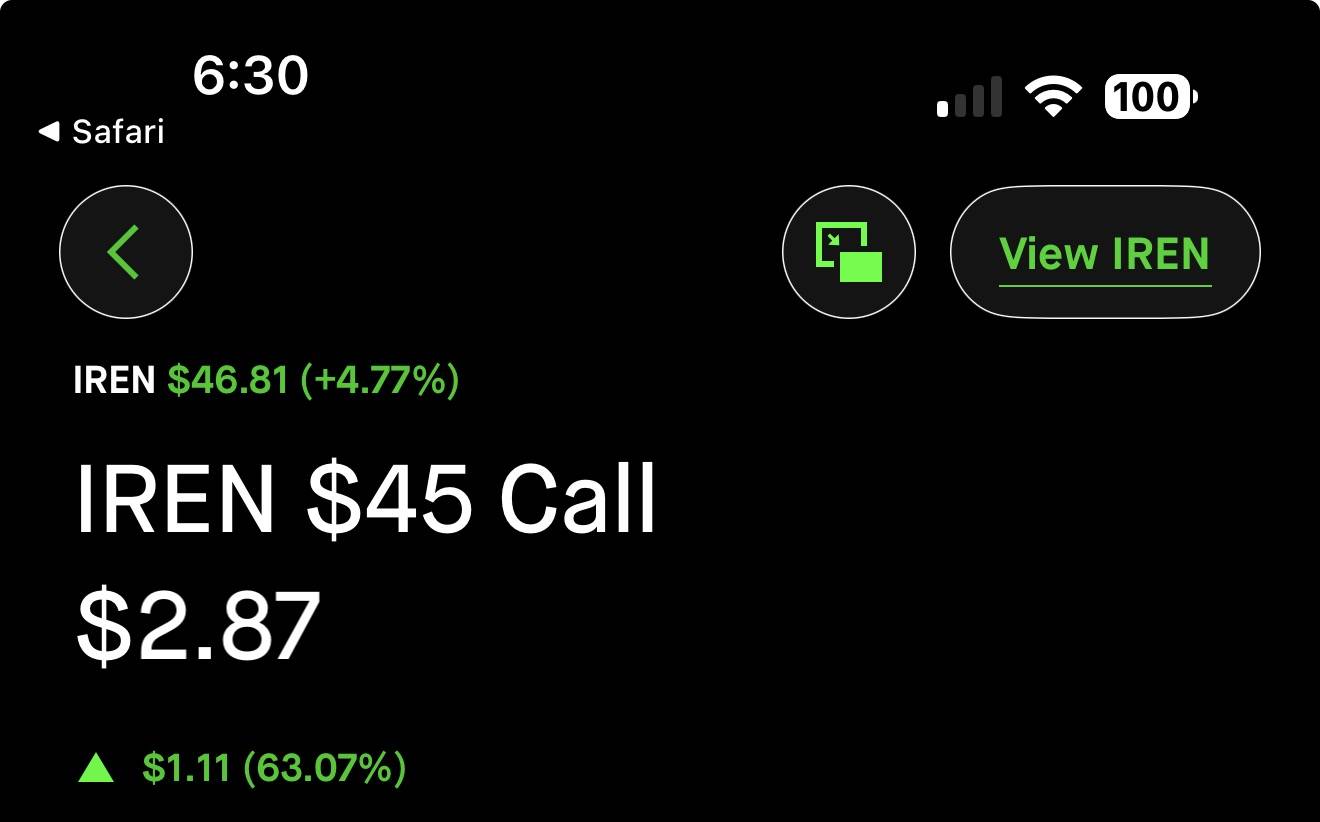 6:30
100
Safari
View IREN
IREN $46.81 (+4.77%)
IREN $45 Call
$2.87
$1.11 (63.07%)